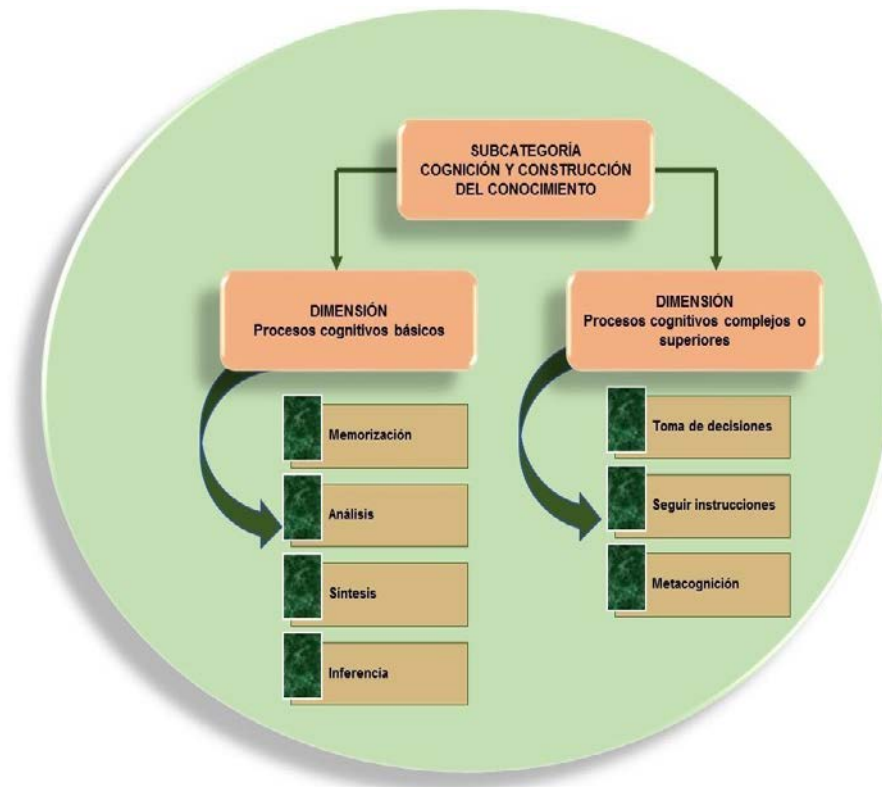 SUBCATEGORÍA
COGNICIÓN Y CONSTRUCCIÓN
DEL CONOCIMIENTO
DIMENSIÓN
Procesos cognitivos básicos
Memorización
Análisis
Síntesis
Inferencia
DIMENSIÓN
Procesos cognitivos complejos o
superiores
Toma de decisiones
Seguir instrucciones
Metacognición